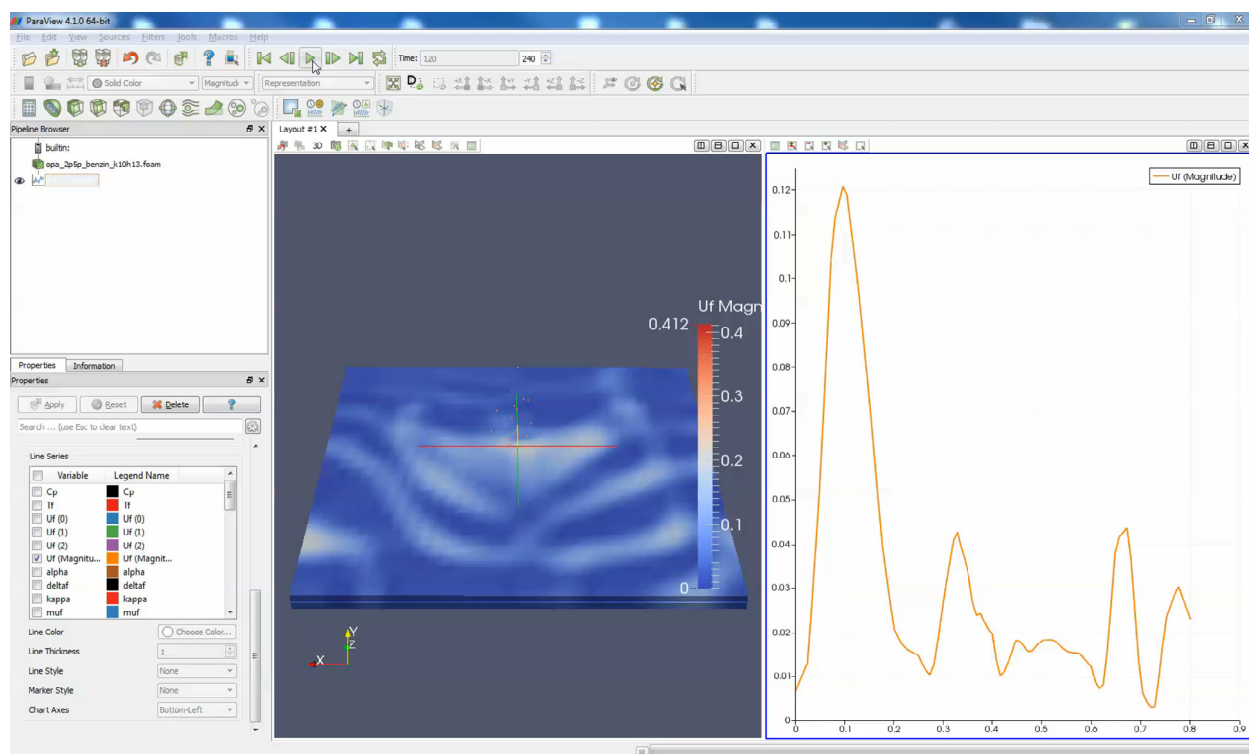 ParaView 4.1.0 64-bit
File Edit View Sources Filters Tools Macros Help
Time: 120 240
Solid Color Magnitud Representation
Pipeline Browser
builtin:
opa_2p5p_benzin_k10h13.foam
Layout #1 X +
3D
Properties Information
Properties
Apply Reset Delete ?
Search ... (use Esc to clear text)
Line Series
Variable Legend Name
Cp Cp
Tf Tf
Uf (0) Uf (0)
Uf (1) Uf (1)
Uf (2) Uf (2)
Uf (Magnitu... Uf (Magnit...
alpha alpha
deltaf deltaf
kappa kappa
muf muf
Line Color Choose Color...
Line Thickness 1
Line Style None
Marker Style None
Chart Axes Bottom-Left
Uf Magn
0.412
0.4
0.3
0.2
0.1
0
Y
Z
X
Uf (Magnitude)
0.12
0.11
0.1
0.09
0.08
0.07
0.06
0.05
0.04
0.03
0.02
0.01
0
0 0.1 0.2 0.3 0.4 0.5 0.6 0.7 0.8 0.9